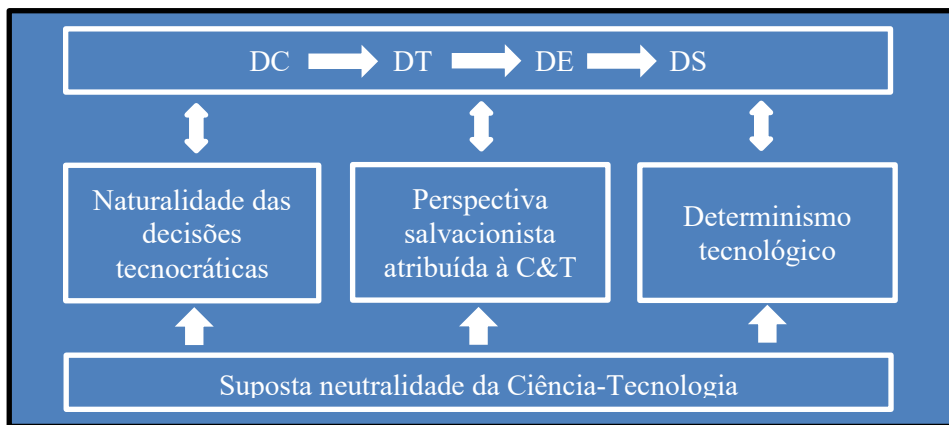 DC DT DE DS
Naturalidade das
decisões
tecnocráticas
Perspectiva
salvacionista
atribuída à C&T
Determinismo
tecnológico
Suposta neutralidade da Ciência-Tecnologia